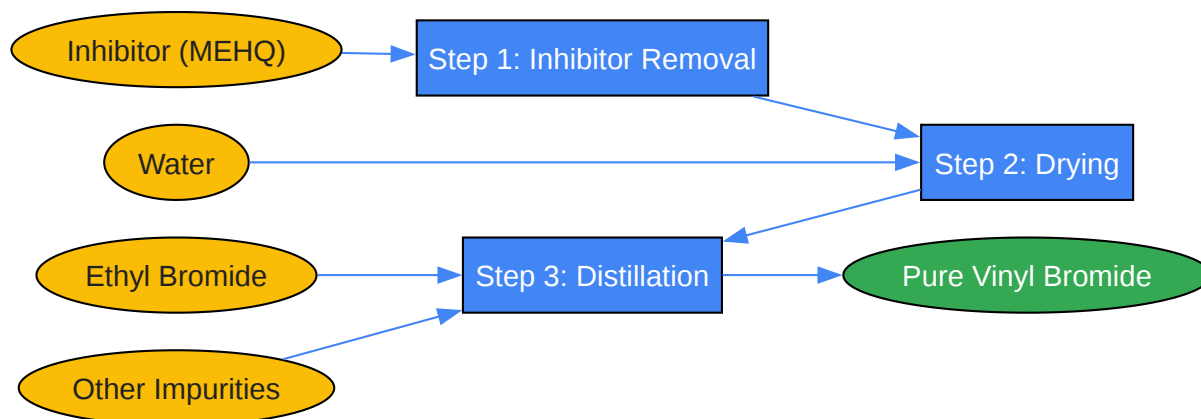 Inhibitor (MEHQ)
Step 1: Inhibitor Removal
Water
Step 2: Drying
Ethyl Bromide
Step 3: Distillation
Pure Vinyl Bromide
Other Impurities